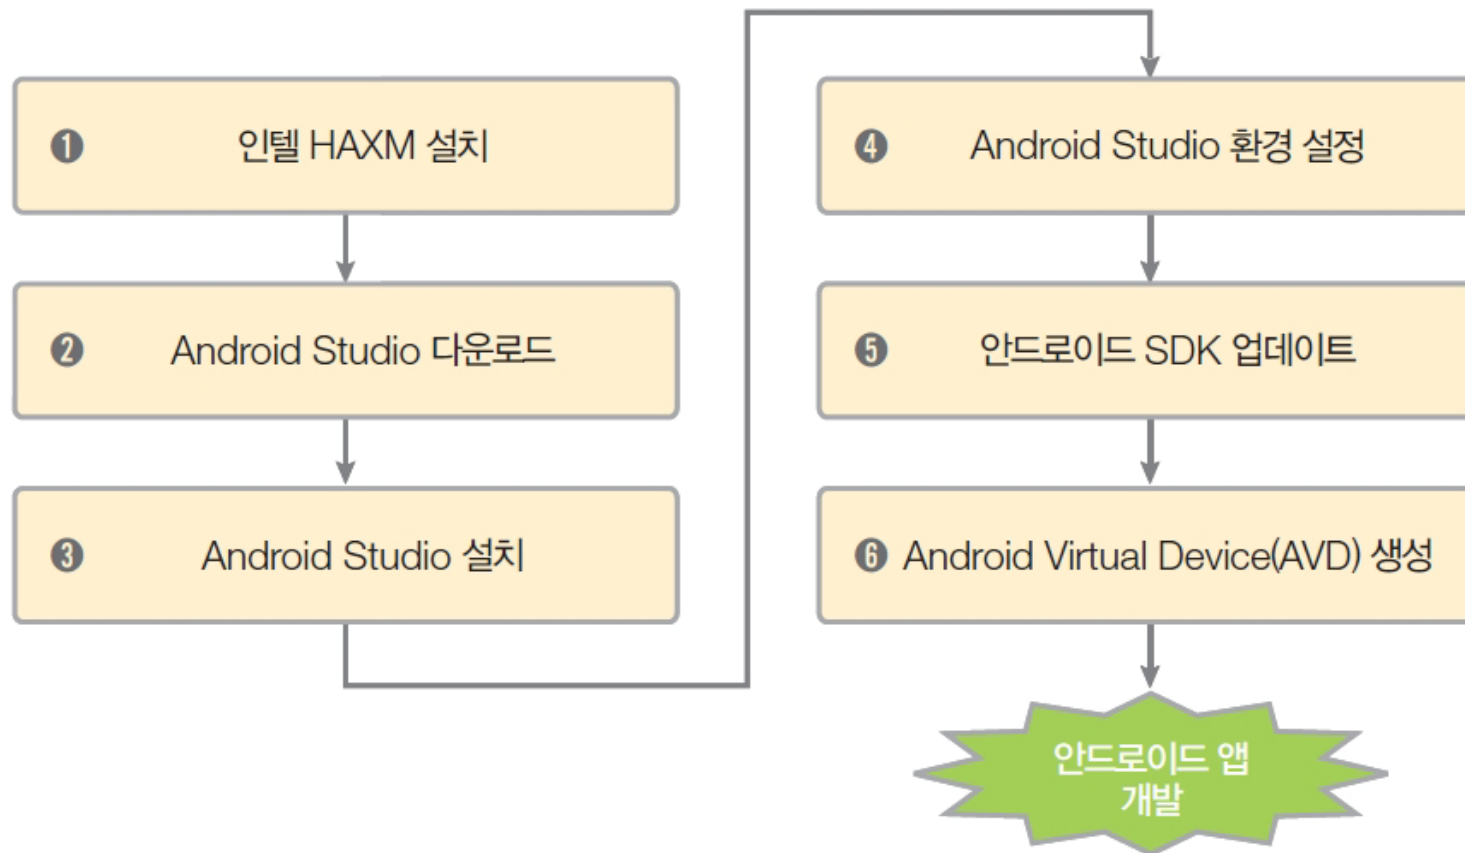 ❶ 인텔 HAXM 설치
❷ Android Studio 다운로드
❸ Android Studio 설치
❹ Android Studio 환경 설정
❺ 안드로이드 SDK 업데이트
❻ Android Virtual Device(AVD) 생성
안드로이드 앱
개발